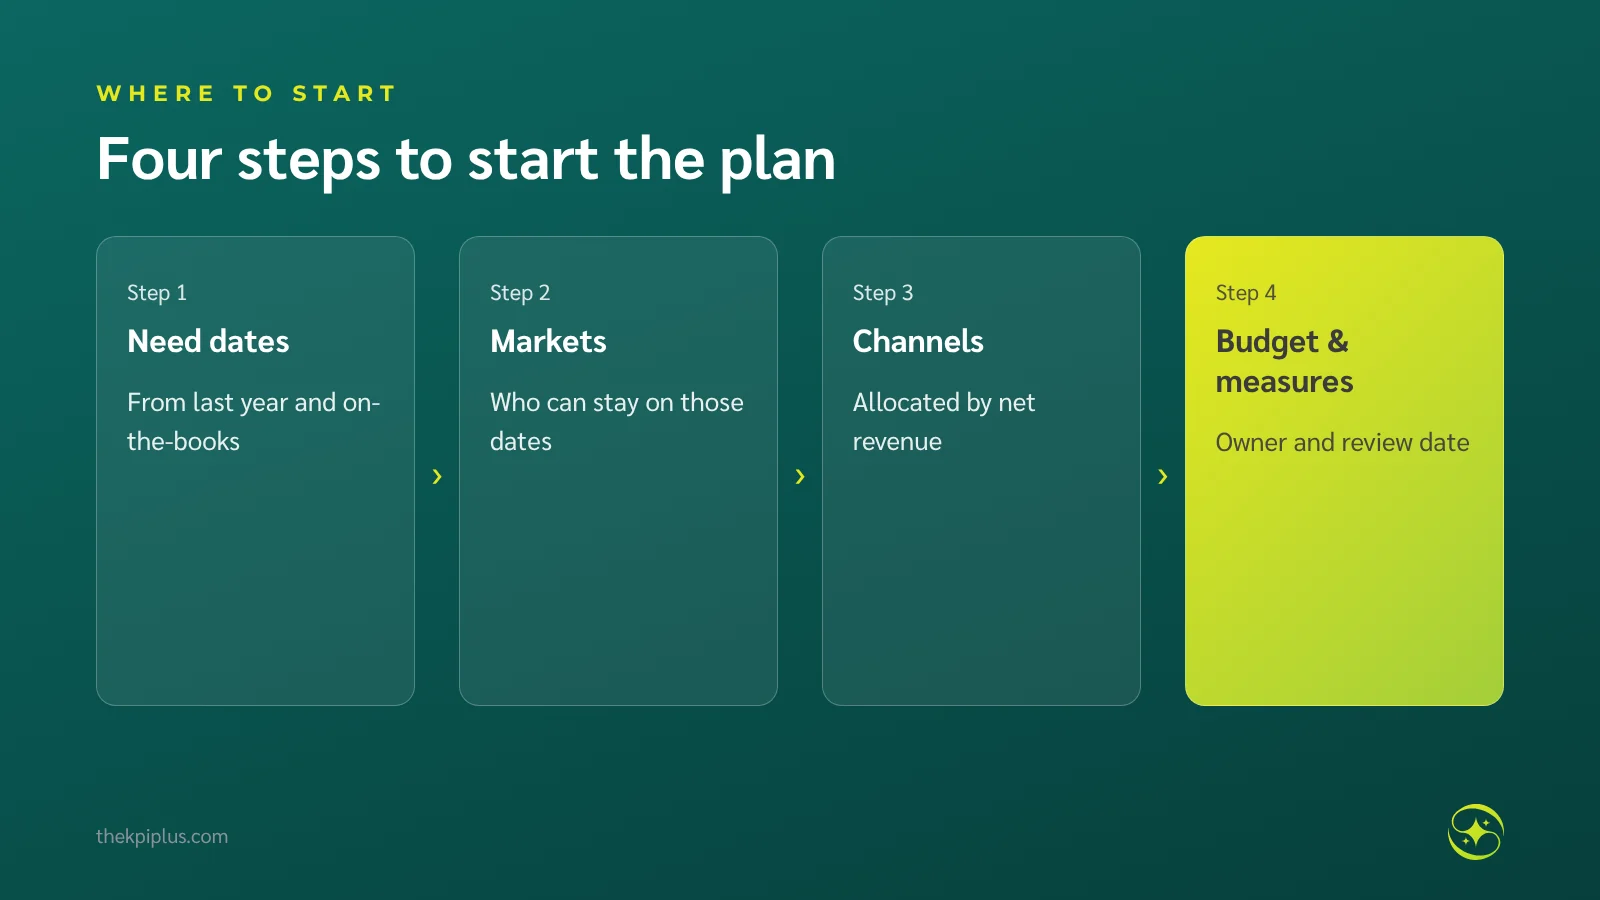 WHERE TO START
Four steps to start the plan
Step 1
Need dates
From last year and on-
the-books
›
Step 2
Markets
Who can stay on those
dates
›
Step 3
Channels
Allocated by net
revenue
›
Step 4
Budget &
measures
Owner and review date
thekpiplus.com